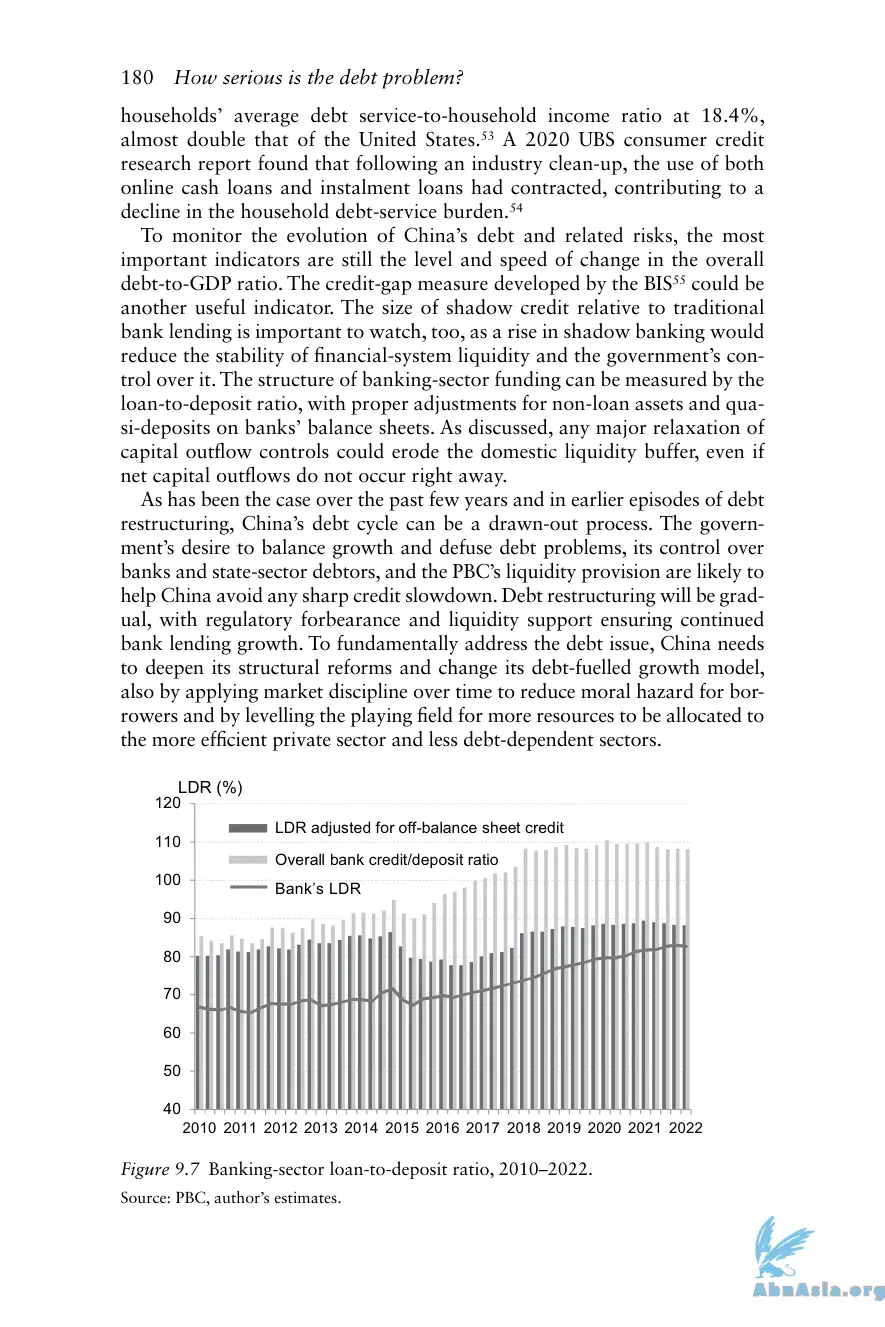 180 How serious is the debt problem?
households’ average debt service-to-household income ratio at 18.4%,
almost double that of the United States.53 A 2020 UBS consumer credit
research report found that following an industry clean-up, the use of both
online cash loans and instalment loans had contracted, contributing to a
decline in the household debt-service burden.54
To monitor the evolution of China’s debt and related risks, the most
important indicators are still the level and speed of change in the overall
debt-to-GDP ratio. The credit-gap measure developed by the BIS55 could be
another useful indicator. The size of shadow credit relative to traditional
bank lending is important to watch, too, as a rise in shadow banking would
reduce the stability of financial-system liquidity and the government’s con-
trol over it. The structure of banking-sector funding can be measured by the
loan-to-deposit ratio, with proper adjustments for non-loan assets and qua-
si-deposits on banks’ balance sheets. As discussed, any major relaxation of
capital outflow controls could erode the domestic liquidity buffer, even if
net capital outflows do not occur right away.
As has been the case over the past few years and in earlier episodes of debt
restructuring, China’s debt cycle can be a drawn-out process. The govern-
ment’s desire to balance growth and defuse debt problems, its control over
banks and state-sector debtors, and the PBC’s liquidity provision are likely to
help China avoid any sharp credit slowdown. Debt restructuring will be grad-
ual, with regulatory forbearance and liquidity support ensuring continued
bank lending growth. To fundamentally address the debt issue, China needs
to deepen its structural reforms and change its debt-fuelled growth model,
also by applying market discipline over time to reduce moral hazard for bor-
rowers and by levelling the playing field for more resources to be allocated to
the more efficient private sector and less debt-dependent sectors.
LDR (%)
120
110
100
90
80
70
60
50
40
LDR adjusted for off-balance sheet credit
Overall bank credit/deposit ratio
Bank’s LDR
2010 2011 2012 2013 2014 2015 2016 2017 2018 2019 2020 2021 2022
Figure 9.7 Banking-sector loan-to-deposit ratio, 2010–2022.
Source: PBC, author’s estimates.
AbnAsia.org